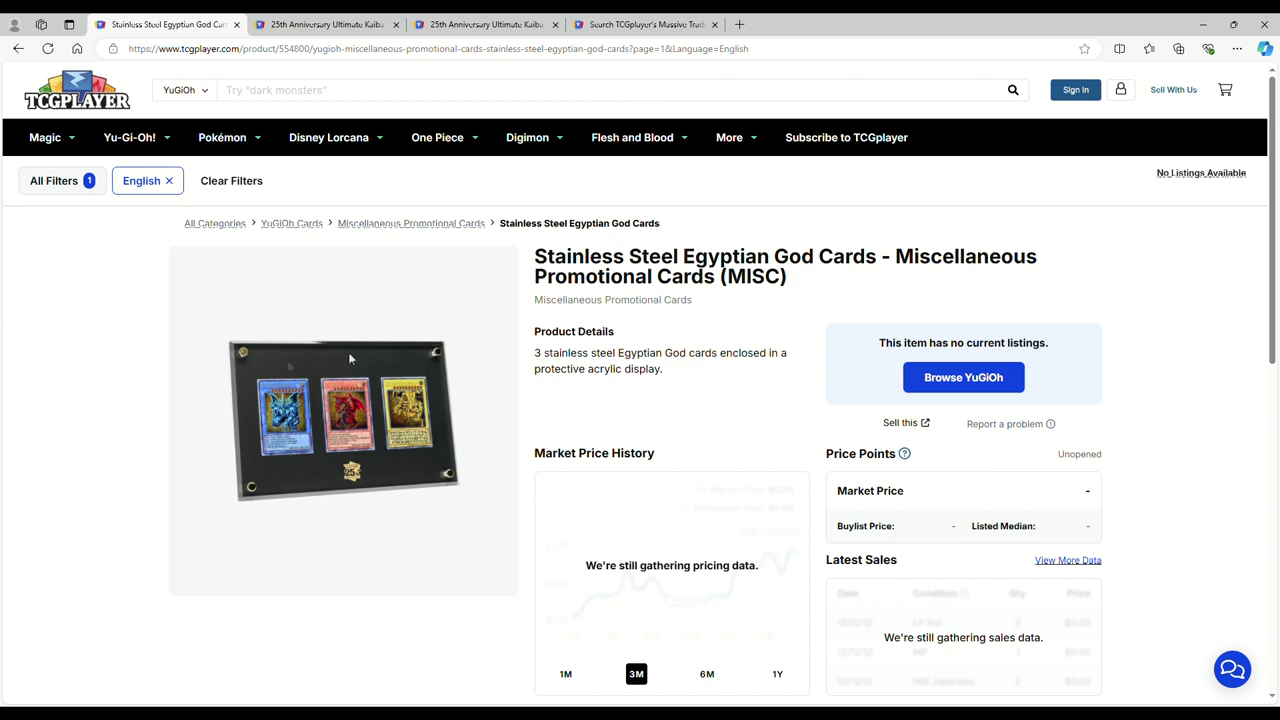 Stainless Steel Egyptian God Car
25th Anniversary Ultimate Kaiba
25th Anniversary Ultimate Kaiba
Search TCGplayer's Massive Trad
https://www.tcgplayer.com/product/554800/yugioh-miscellaneous-promotional-cards-stainless-steel-egyptian-god-cards?page=1&Language=English
TCGPLAYER
YuGiOh
Try "dark monsters"
Sign In
Sell With Us
Magic
Yu-Gi-Oh!
Pokémon
Disney Lorcana
One Piece
Digimon
Flesh and Blood
More
Subscribe to TCGplayer
All Filters 1
English ✕
Clear Filters
No Listings Available
All Categories > YuGiOh Cards > Miscellaneous Promotional Cards > Stainless Steel Egyptian God Cards
Stainless Steel Egyptian God Cards - Miscellaneous
Promotional Cards (MISC)
Miscellaneous Promotional Cards
Product Details
3 stainless steel Egyptian God cards enclosed in a
protective acrylic display.
This item has no current listings.
Browse YuGiOh
Sell this
Report a problem
Market Price History
We're still gathering pricing data.
1M
3M
6M
1Y
Price Points
Unopened
Market Price -
Buylist Price: - Listed Median: -
Latest Sales
View More Data
We're still gathering sales data.
25